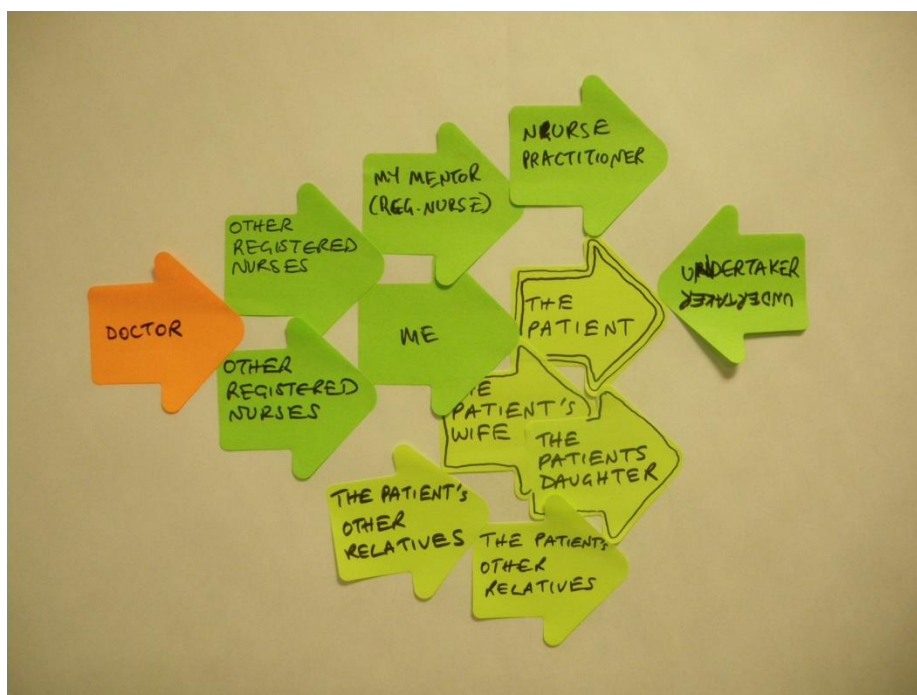 NURSE
PRACTITIONER
MY MENTOR
(REG. NURSE)
OTHER
REGISTERED
NURSES
UNDERTAKER
UNDERTAKER
THE
PATIENT
DOCTOR
ME
OTHER
REGISTERED
NURSES
THE
PATIENT'S
WIFE
THE
PATIENTS
DAUGHTER
THE PATIENT'S
OTHER
RELATIVES
THE PATIENT'S
OTHER
RELATIVES